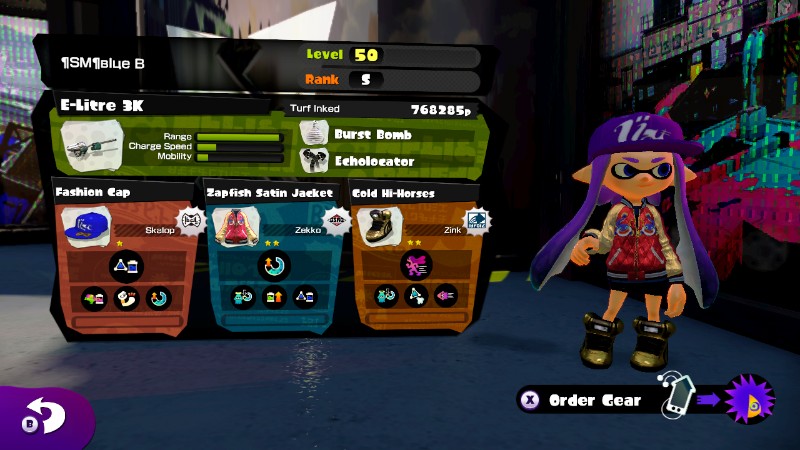 ¶SM¶вlцe B
Level 50
Rank S
E-Litre 3K
Turf Inked 768285p
Range
Charge Speed
Mobility
Burst Bomb
Echolocator
Fashion Cap
Skalop
Zapfish Satin Jacket
Zekko
Gold Hi-Horses
Zink
X Order Gear
B